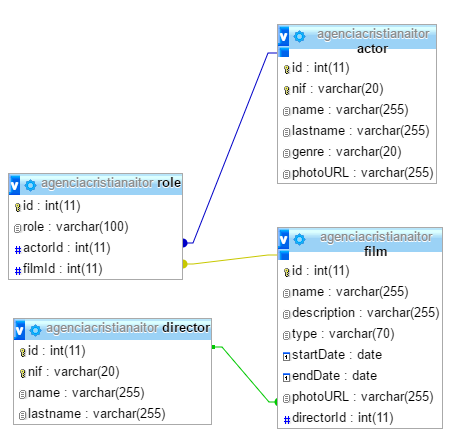 agenciacristianaitor
actor
id : int(11)
nif : varchar(20)
name : varchar(255)
lastname : varchar(255)
genre : varchar(20)
photoURL : varchar(255)
agenciacristianaitor role
id : int(11)
role : varchar(100)
actorId : int(11)
filmId : int(11)
agenciacristianaitor
film
id : int(11)
name : varchar(255)
description : varchar(255)
type : varchar(70)
startDate : date
endDate : date
photoURL : varchar(255)
directorId : int(11)
agenciacristianaitor director
id : int(11)
nif : varchar(20)
name : varchar(255)
lastname : varchar(255)